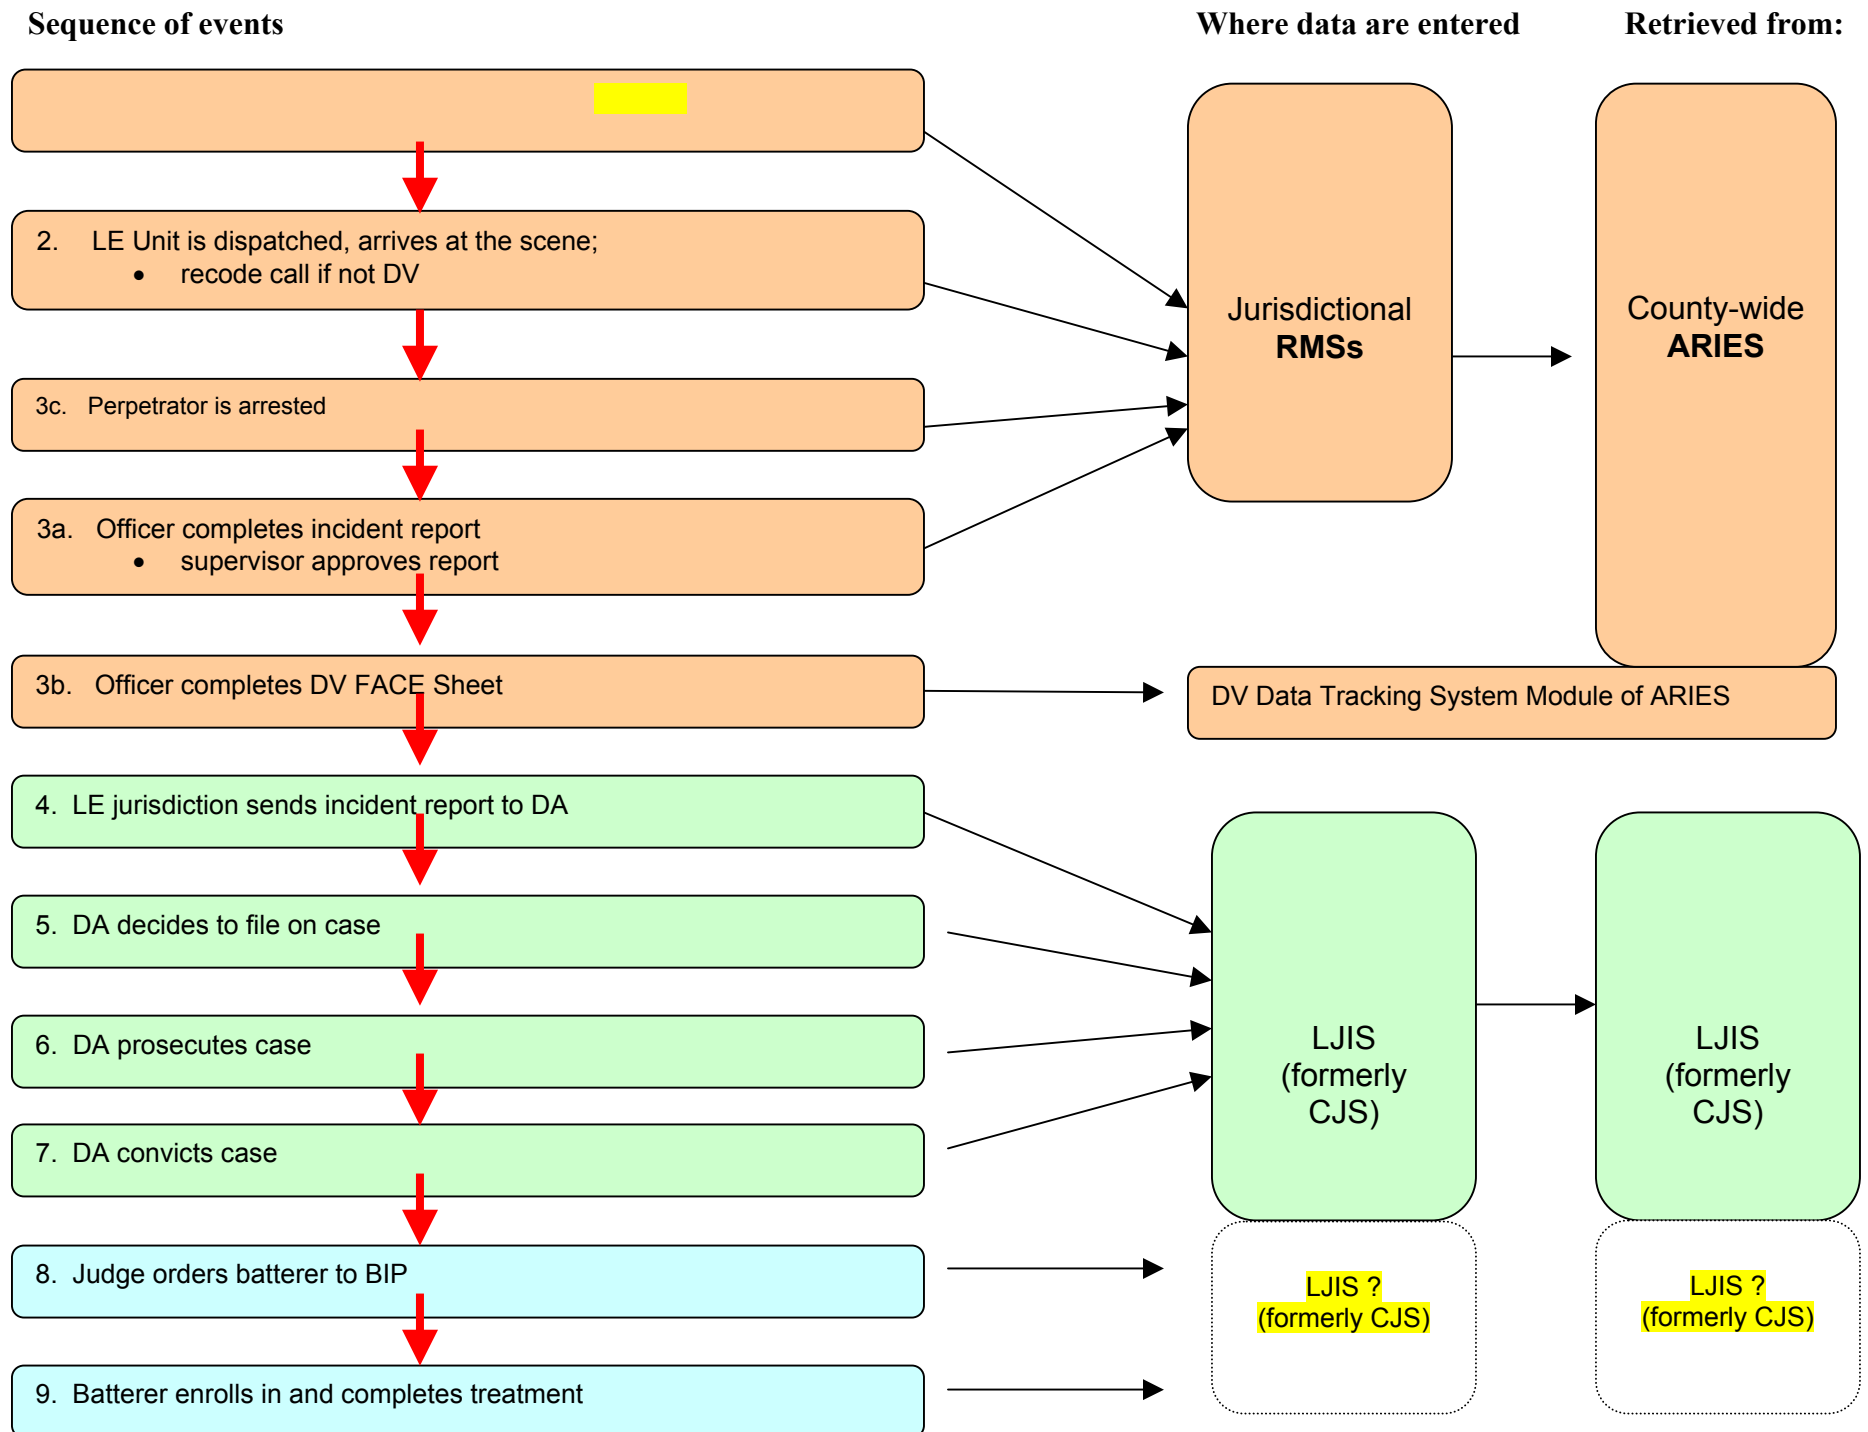 Sequence of events
Where data are entered
Retrieved from:
2. LE Unit is dispatched, arrives at the scene;
• recode call if not DV
3c. Perpetrator is arrested
3a. Officer completes incident report
• supervisor approves report
3b. Officer completes DV FACE Sheet
4. LE jurisdiction sends incident report to DA
5. DA decides to file on case
6. DA prosecutes case
7. DA convicts case
8. Judge orders batterer to BIP
9. Batterer enrolls in and completes treatment
Jurisdictional
RMSs
County-wide
ARIES
DV Data Tracking System Module of ARIES
LJIS
(formerly
CJS)
LJIS
(formerly
CJS)
LJIS ?
(formerly CJS)
LJIS ?
(formerly CJS)